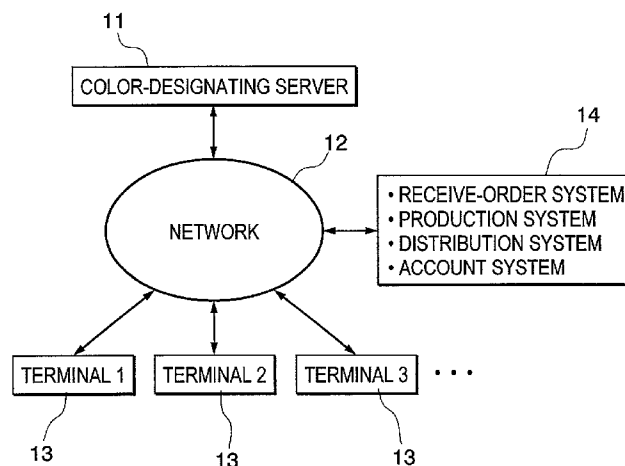 11
COLOR-DESIGNATING SERVER
12
14
NETWORK
• RECEIVE-ORDER SYSTEM
• PRODUCTION SYSTEM
• DISTRIBUTION SYSTEM
• ACCOUNT SYSTEM
TERMINAL 1
TERMINAL 2
TERMINAL 3
• • •
13
13
13